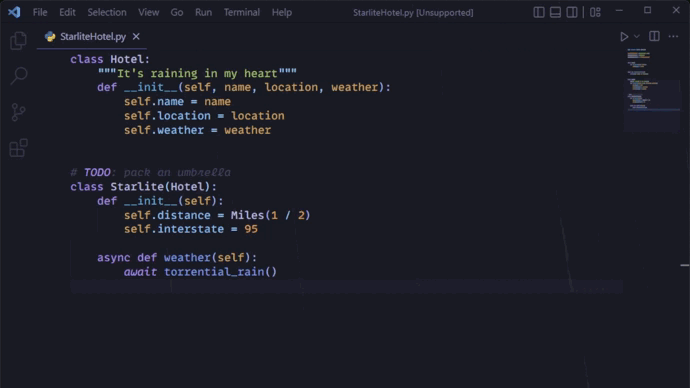 File Edit Selection View Go Run Terminal Help StarliteHotel.py [Unsupported]
StarliteHotel.py
class Hotel:
"""It's raining in my heart"""
def __init__(self, name, location, weather):
self.name = name
self.location = location
self.weather = weather
# TODO: pack an umbrella
class Starlite(Hotel):
def __init__(self):
self.distance = Miles(1 / 2)
self.interstate = 95
async def weather(self):
await torrential_rain()